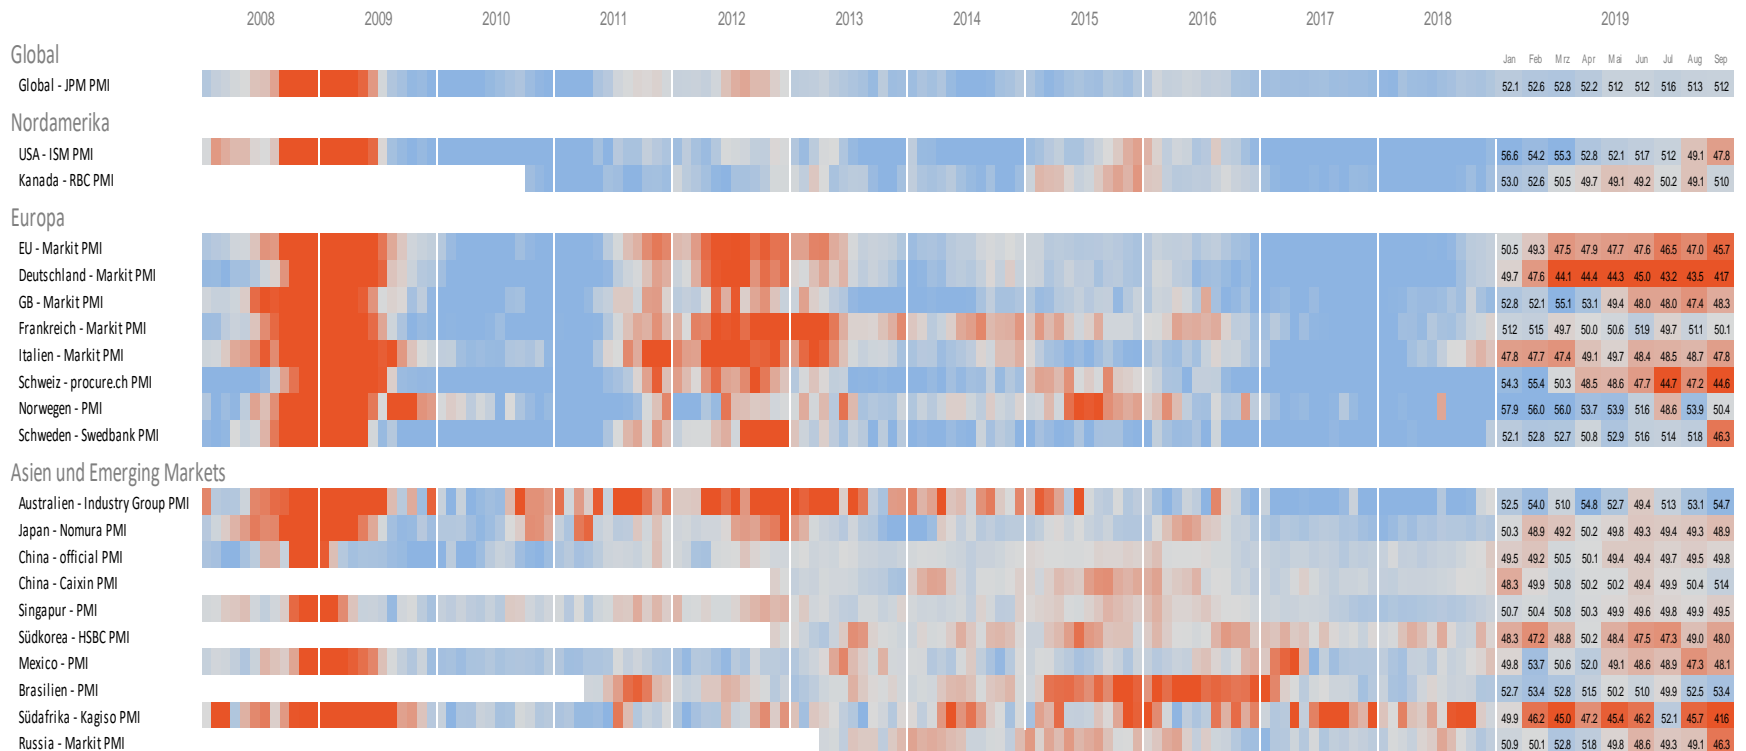 2008 2009 2010 2011 2012 2013 2014 2015 2016 2017 2018 2019
Global
Jan Feb Mrz Apr Mai Jun Jul Aug Sep
Global - JPM PMI 52.1 52.6 52.8 52.2 51.2 51.2 51.6 51.3 51.2
Nordamerika
USA - ISM PMI 56.6 54.2 55.3 52.8 52.1 51.7 51.2 49.1 47.8
Kanada - RBC PMI 53.0 52.6 50.5 49.7 49.1 49.2 50.2 49.1 51.0
Europa
EU - Markit PMI 50.5 49.3 47.5 47.9 47.7 47.6 46.5 47.0 45.7
Deutschland - Markit PMI 49.7 47.6 44.1 44.4 44.3 45.0 43.2 43.5 41.7
GB - Markit PMI 52.8 52.1 55.1 53.1 49.4 48.0 48.0 47.4 48.3
Frankreich - Markit PMI 51.2 51.5 49.7 50.0 50.6 51.9 49.7 51.1 50.1
Italien - Markit PMI 47.8 47.7 47.4 49.1 49.7 48.4 48.5 48.7 47.8
Schweiz - procure.ch PMI 54.3 55.4 50.3 48.5 48.6 47.7 44.7 47.2 44.6
Norwegen - PMI 57.9 56.0 56.0 53.7 53.9 51.6 48.6 53.9 50.4
Schweden - Swedbank PMI 52.1 52.8 52.7 50.8 52.9 51.6 51.4 51.8 46.3
Asien und Emerging Markets
Australien - Industry Group PMI 52.5 54.0 51.0 54.8 52.7 49.4 51.3 53.1 54.7
Japan - Nomura PMI 50.3 48.9 49.2 50.2 49.8 49.3 49.4 49.3 48.9
China - official PMI 49.5 49.2 50.5 50.1 49.4 49.4 49.7 49.5 49.8
China - Caixin PMI 48.3 49.9 50.8 50.2 50.2 49.4 49.9 50.4 51.4
Singapur - PMI 50.7 50.4 50.8 50.3 49.9 49.6 49.8 49.9 49.5
Südkorea - HSBC PMI 48.3 47.2 48.8 50.2 48.4 47.5 47.3 49.0 48.0
Mexico - PMI 49.8 53.7 50.6 52.0 49.1 48.6 48.9 47.3 48.1
Brasilien - PMI 52.7 53.4 52.8 51.5 50.2 51.0 49.9 52.5 53.4
Südafrika - Kagiso PMI 49.9 46.2 45.0 47.2 45.4 46.2 52.1 45.7 41.6
Russia - Markit PMI 50.9 50.1 52.8 51.8 49.8 48.6 49.3 49.1 46.3